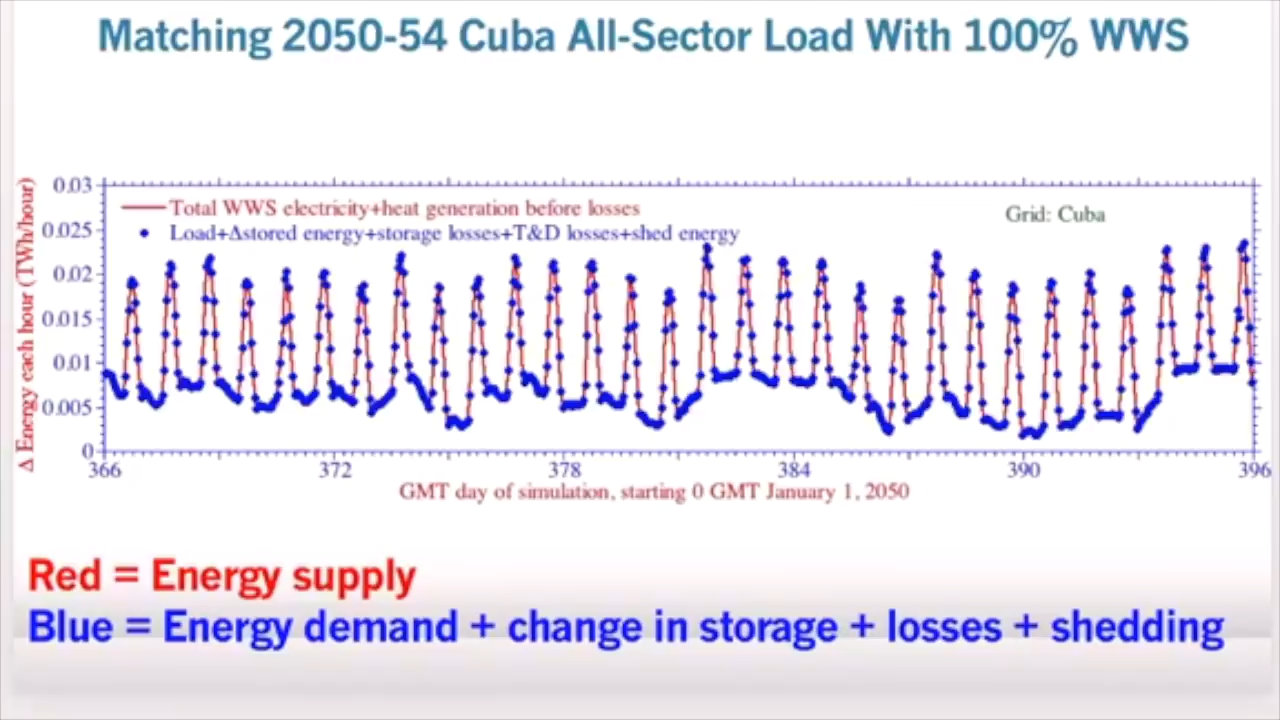 Matching 2050-54 Cuba All-Sector Load With 100% WWS
Δ Energy each hour (TWh/hour)
0.03
0.025
0.02
0.015
0.01
0.005
0
Total WWS electricity+heat generation before losses
Load+Δstored energy+storage losses+T&D losses+shed energy
Grid: Cuba
366 372 378 384 390 396
GMT day of simulation, starting 0 GMT January 1, 2050
Red = Energy supply
Blue = Energy demand + change in storage + losses + shedding